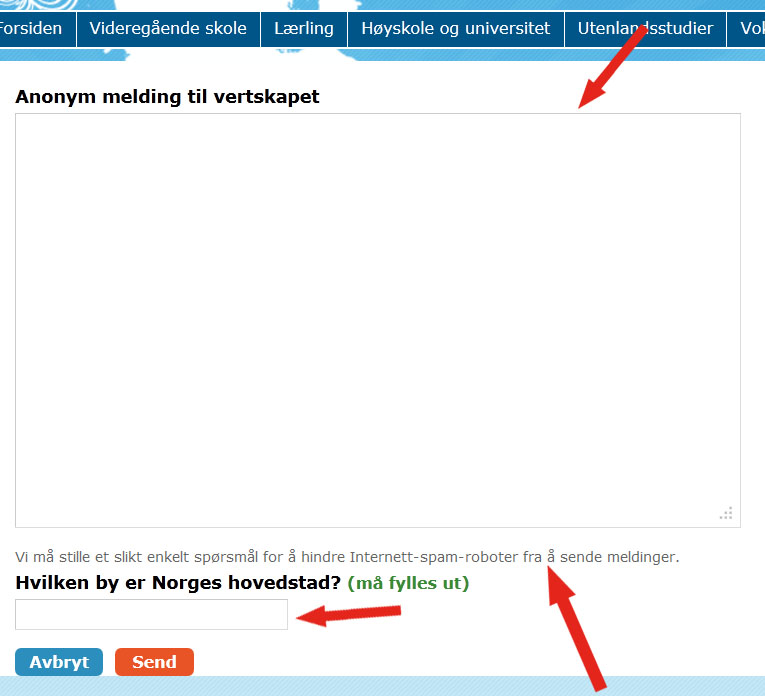 Forsiden Videregående skole Lærling Høyskole og universitet Utenlandsstudier
Anonym melding til vertskapet
Vi må stille et slikt enkelt spørsmål for å hindre Internett-spam-roboter fra å sende meldinger.
Hvilken by er Norges hovedstad? (må fylles ut)
Avbryt Send